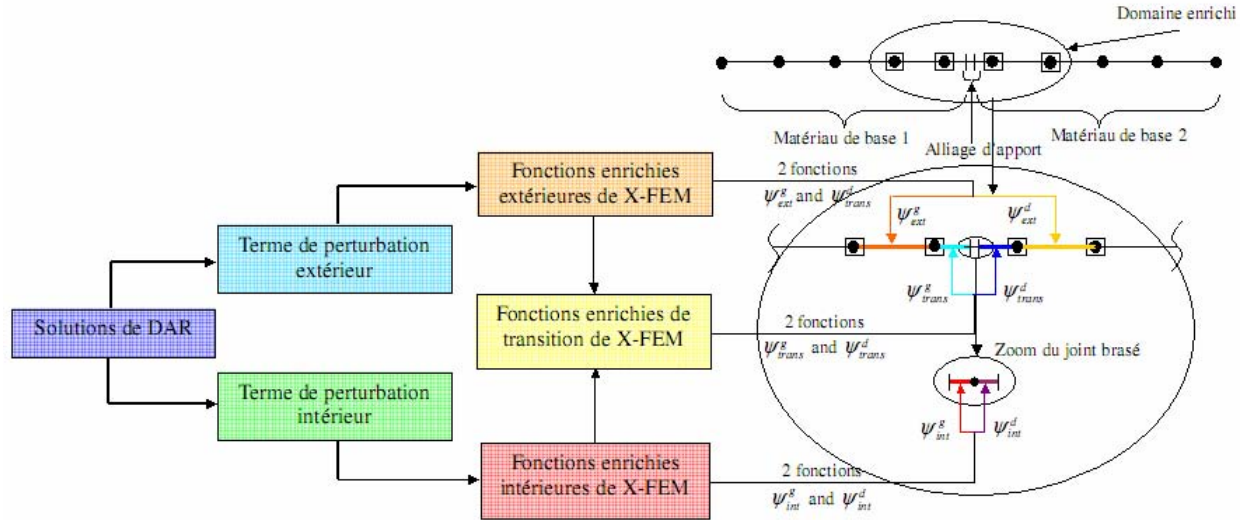 Domaine enrichi
Matériau de base 1
Matériau de base 2
Alliage d'apport
Fonctions enrichies
extérieures de X-FEM
2 fonctions
ψ^g_ext and ψ^d_trans
ψ^g_ext
ψ^d_ext
Terme de perturbation
extérieur
ψ^g_trans
ψ^d_trans
Solutions de DAR
Fonctions enrichies de
transition de X-FEM
2 fonctions
ψ^g_trans and ψ^d_trans
Zoom du joint brasé
Terme de perturbation
intérieur
ψ^g_int
ψ^d_int
Fonctions enrichies
intérieures de X-FEM
2 fonctions
ψ^g_int and ψ^d_int